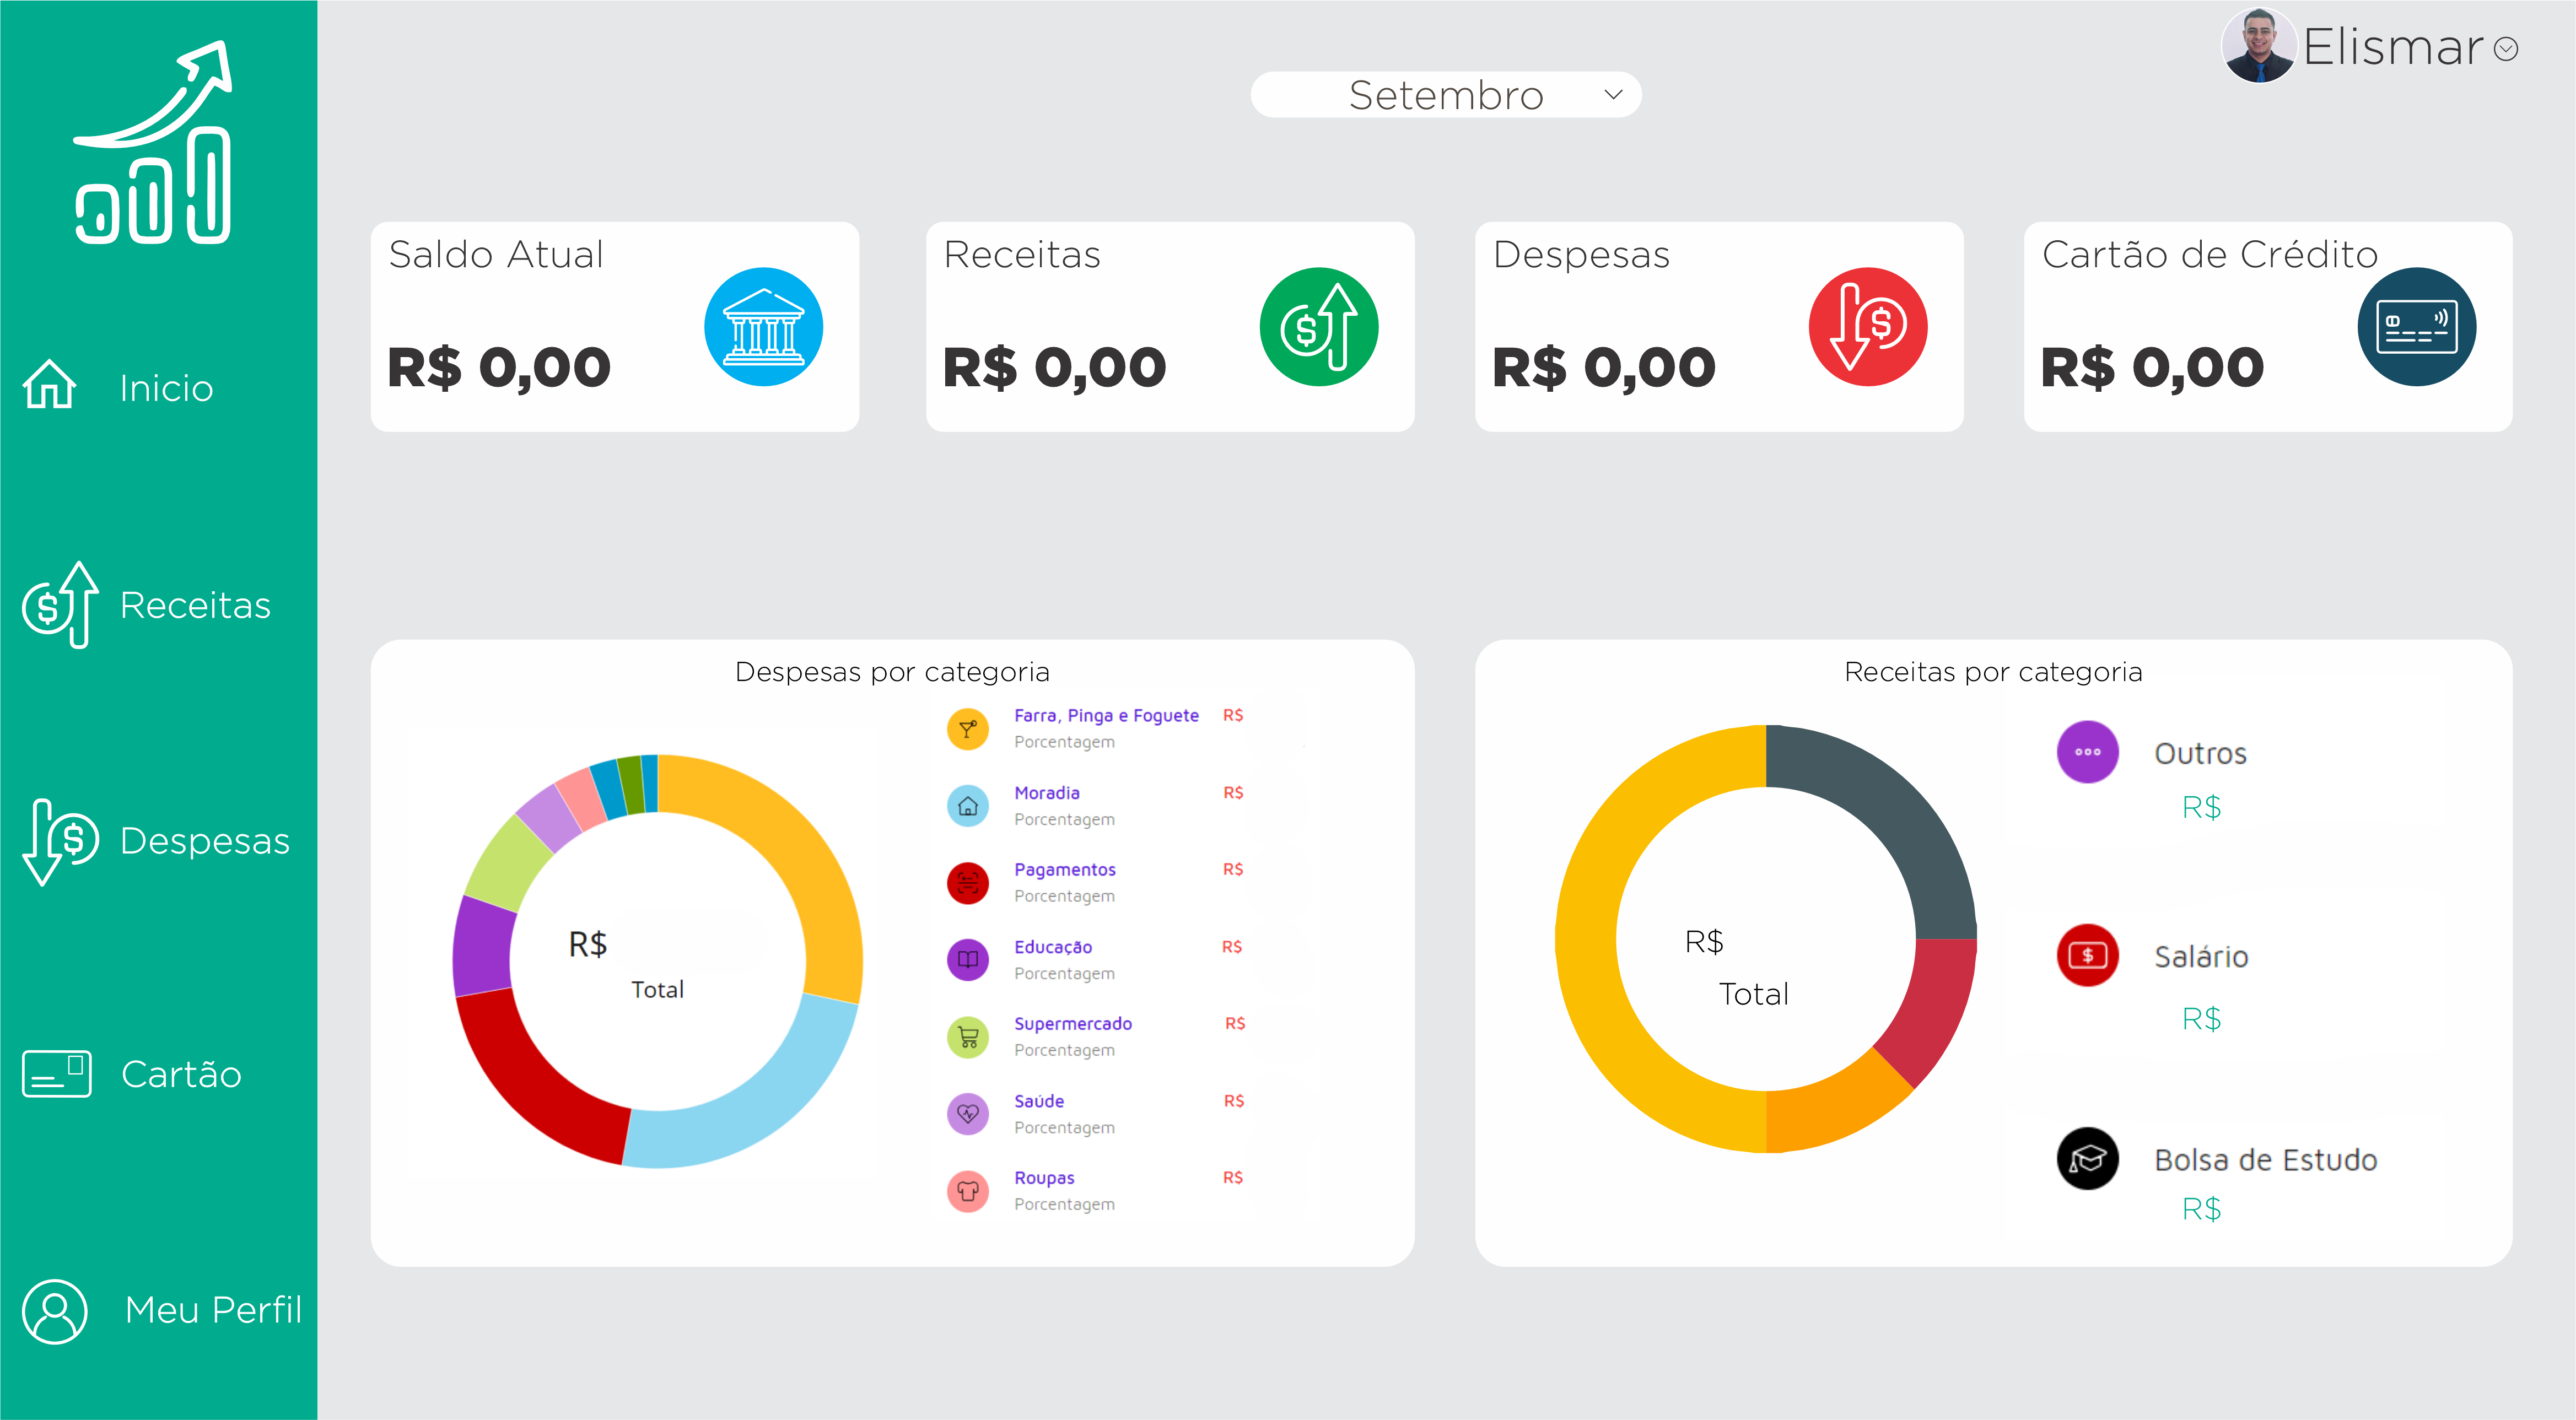 Elismar
Setembro
Saldo Atual
R$ 0,00
Receitas
R$ 0,00
Despesas
R$ 0,00
Cartão de Crédito
R$ 0,00
Inicio
Receitas
Despesas
Cartão
Meu Perfil
Despesas por categoria
R$
Total
Farra, Pinga e Foguete R$
Porcentagem
Moradia R$
Porcentagem
Pagamentos R$
Porcentagem
Educação R$
Porcentagem
Supermercado R$
Porcentagem
Saúde R$
Porcentagem
Roupas R$
Porcentagem
Receitas por categoria
R$
Total
Outros
R$
Salário
R$
Bolsa de Estudo
R$